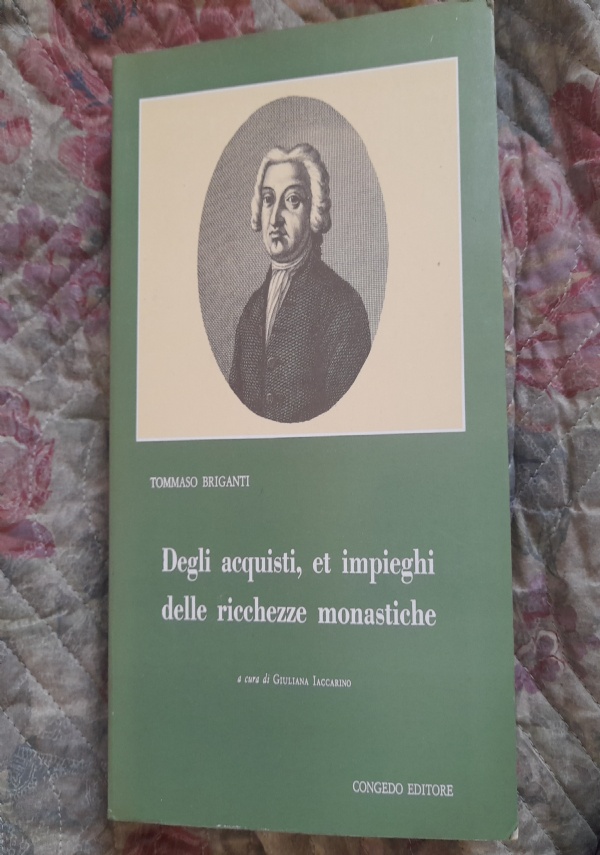 TOMMASO BRIGANTI
Degli acquisti, et impieghi
delle ricchezze monastiche
a cura di GIULIANA IACCARINO
CONGEDO EDITORE